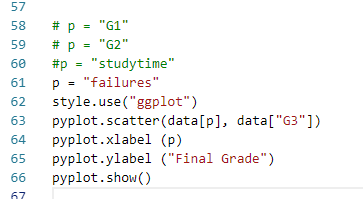 57
58 # p = "G1"
59 # p = "G2"
60 #p = "studytime"
61 p = "failures"
62 style.use("ggplot")
63 pyplot.scatter(data[p], data["G3"])
64 pyplot.xlabel (p)
65 pyplot.ylabel ("Final Grade")
66 pyplot.show()
67